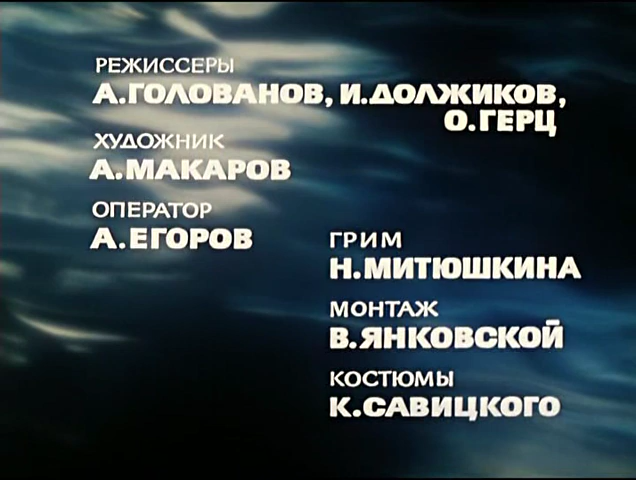 РЕЖИССЕРЫ
А.ГОЛОВАНОВ, И.ДОЛЖИКОВ,
О.ГЕРЦ
ХУДОЖНИК
А.МАКАРОВ
ОПЕРАТОР
А.ЕГОРОВ
ГРИМ
Н.МИТЮШКИНА
МОНТАЖ
В.ЯНКОВСКОЙ
КОСТЮМЫ
К.САВИЦКОГО